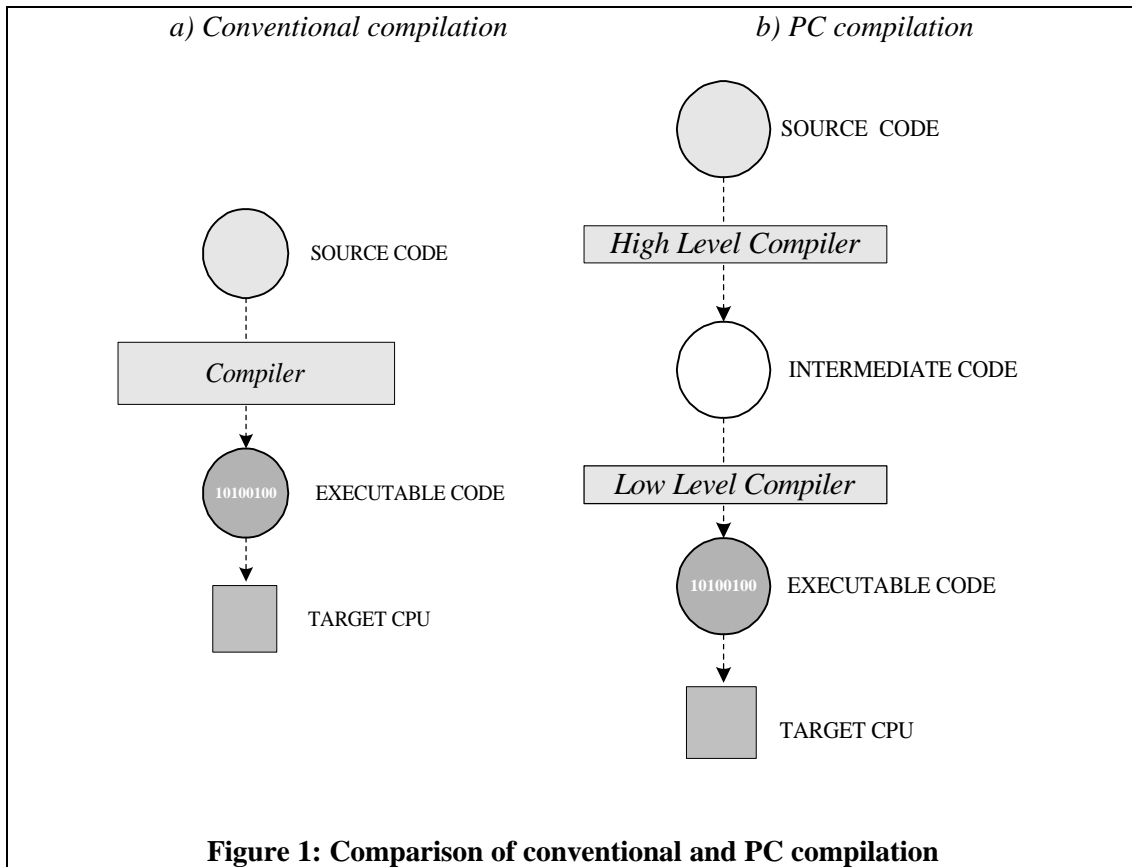 a) Conventional compilation
SOURCE CODE
Compiler
10100100
EXECUTABLE CODE
TARGET CPU
b) PC compilation
SOURCE CODE
High Level Compiler
INTERMEDIATE CODE
Low Level Compiler
10100100
EXECUTABLE CODE
TARGET CPU
Figure 1: Comparison of conventional and PC compilation